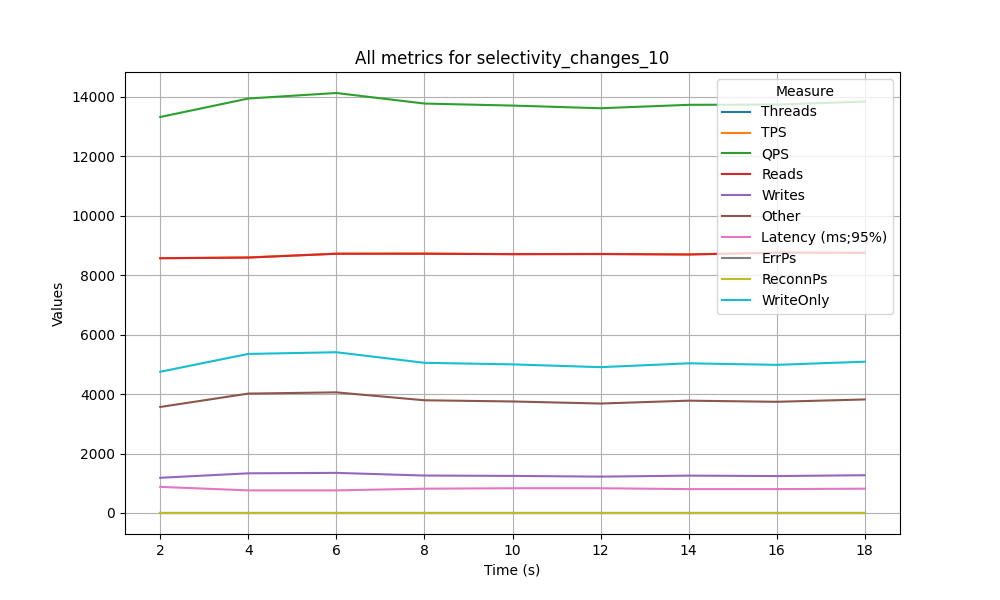 All metrics for selectivity_changes_10
14000
12000
10000
8000
6000
4000
2000
0
Values
Measure
Threads
TPS
QPS
Reads
Writes
Other
Latency (ms;95%)
ErrPs
ReconnPs
WriteOnly
2 4 6 8 10 12 14 16 18
Time (s)